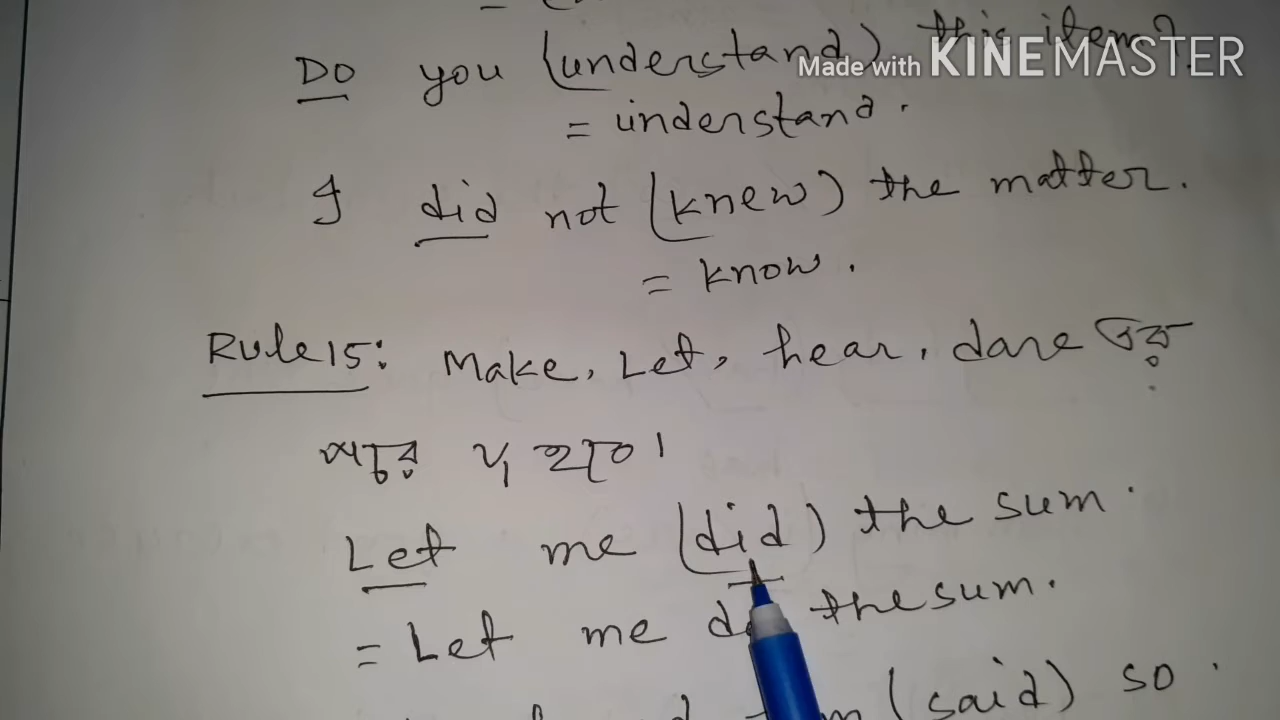 Do you (understand) this item?
Made with KINEMASTER
= understand.
I did not (knew) the matter.
= know.
Rule 15: Make, Let, hear, dare এর
পরে v, হবে।
Let me (did) the sum.
= Let me do the sum.
(said) so.